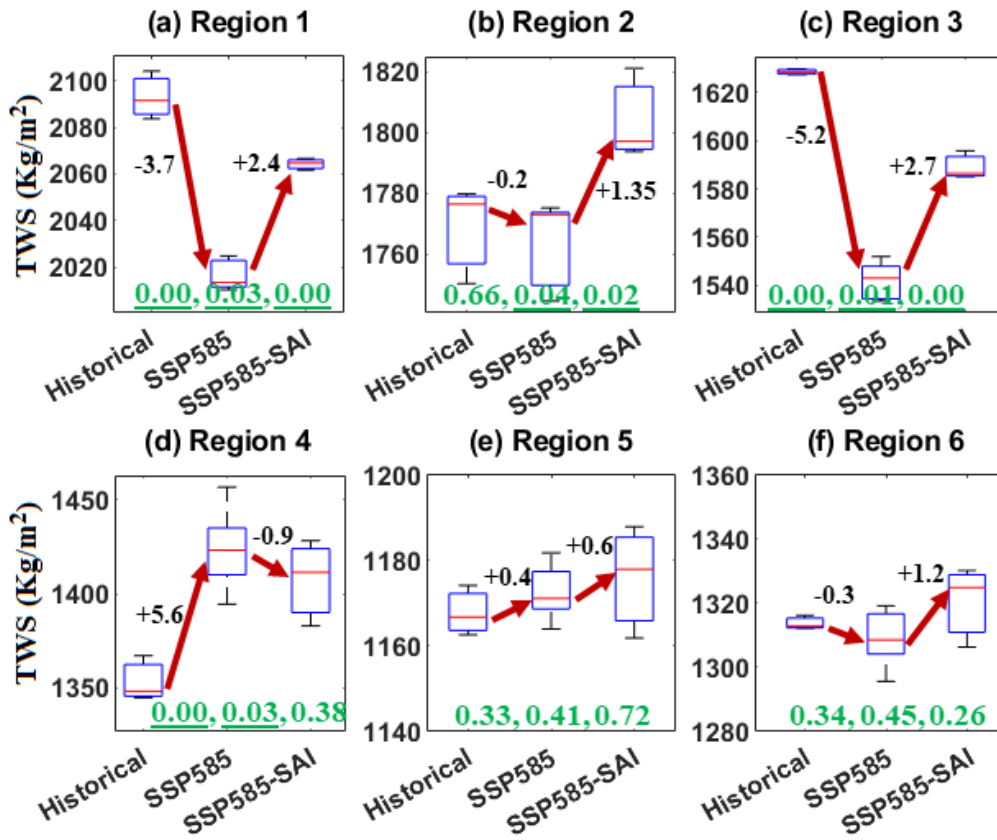 (a) Region 1
(b) Region 2
(c) Region 3
TWS (Kg/m²)
2100
2080
2060
2040
2020
-3.7
+2.4
0.00, 0.03, 0.00
Historical
SSP585
SSP585-SAI
1820
1800
1780
1760
-0.2
+1.35
0.66, 0.04, 0.02
Historical
SSP585
SSP585-SAI
1620
1600
1580
1560
1540
-5.2
+2.7
0.00, 0.01, 0.00
Historical
SSP585
SSP585-SAI
(d) Region 4
(e) Region 5
(f) Region 6
TWS (Kg/m²)
1450
1400
1350
+5.6
-0.9
0.00, 0.03, 0.38
Historical
SSP585
SSP585-SAI
1200
1180
1160
1140
+0.4
+0.6
0.33, 0.41, 0.72
Historical
SSP585
SSP585-SAI
1360
1340
1320
1300
1280
-0.3
+1.2
0.34, 0.45, 0.26
Historical
SSP585
SSP585-SAI